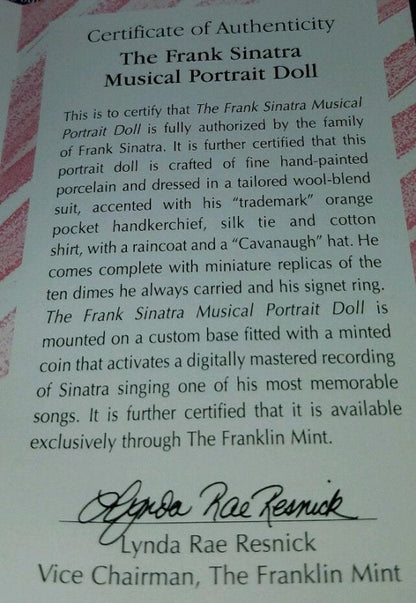 Certificate of Authenticity
The Frank Sinatra
Musical Portrait Doll
This is to certify that The Frank Sinatra Musical
Portrait Doll is fully authorized by the family
of Frank Sinatra. It is further certified that this
portrait doll is crafted of fine hand-painted
porcelain and dressed in a tailored wool-blend
suit, accented with his “trademark” orange
pocket handkerchief, silk tie and cotton
shirt, with a raincoat and a “Cavanaugh” hat. He
comes complete with miniature replicas of the
ten dimes he always carried and his signet ring.
The Frank Sinatra Musical Portrait Doll is
mounted on a custom base fitted with a minted
coin that activates a digitally mastered recording
of Sinatra singing one of his most memorable
songs. It is further certified that it is available
exclusively through The Franklin Mint.
Lynda Rae Resnick
Lynda Rae Resnick
Vice Chairman, The Franklin Mint